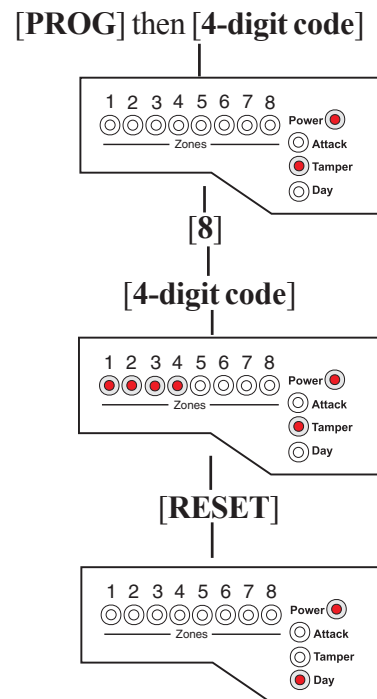 [PROG] then [4-digit code]
1 2 3 4 5 6 7 8
Power
Attack
Zones
Tamper
Day
[8]
[4-digit code]
1 2 3 4 5 6 7 8
Power
Attack
Zones
Tamper
Day
[RESET]
1 2 3 4 5 6 7 8
Power
Attack
Zones
Tamper
Day